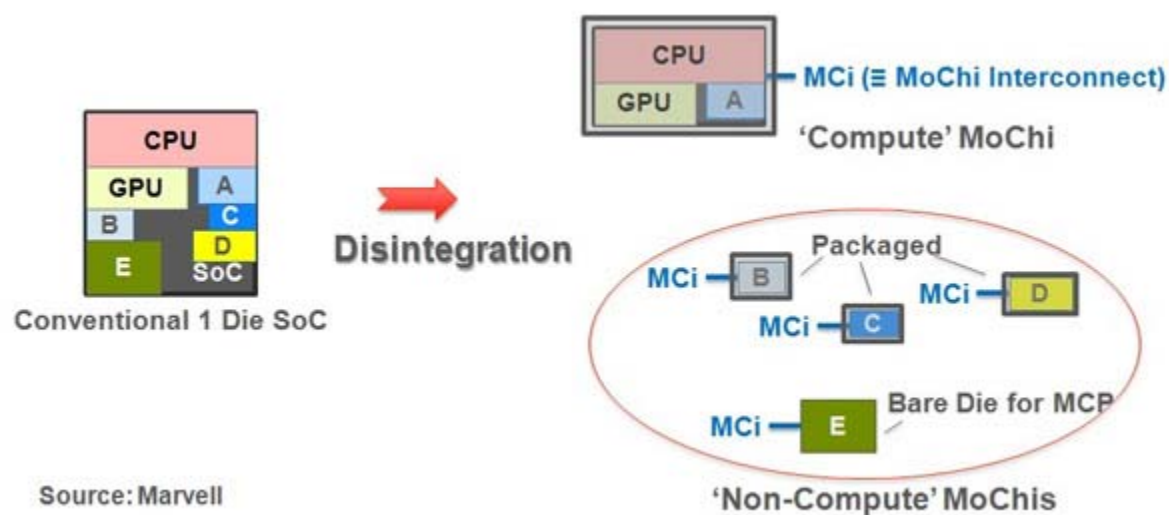 CPU
GPU
A
B
C
D
E
SoC
Conventional 1 Die SoC
Disintegration
CPU
GPU
A
MCi (≡ MoChi Interconnect)
‘Compute’ MoChi
Packaged
MCi
B
MCi
D
MCi
C
Bare Die for MCP
MCi
E
‘Non-Compute’ MoChis
Source: Marvell